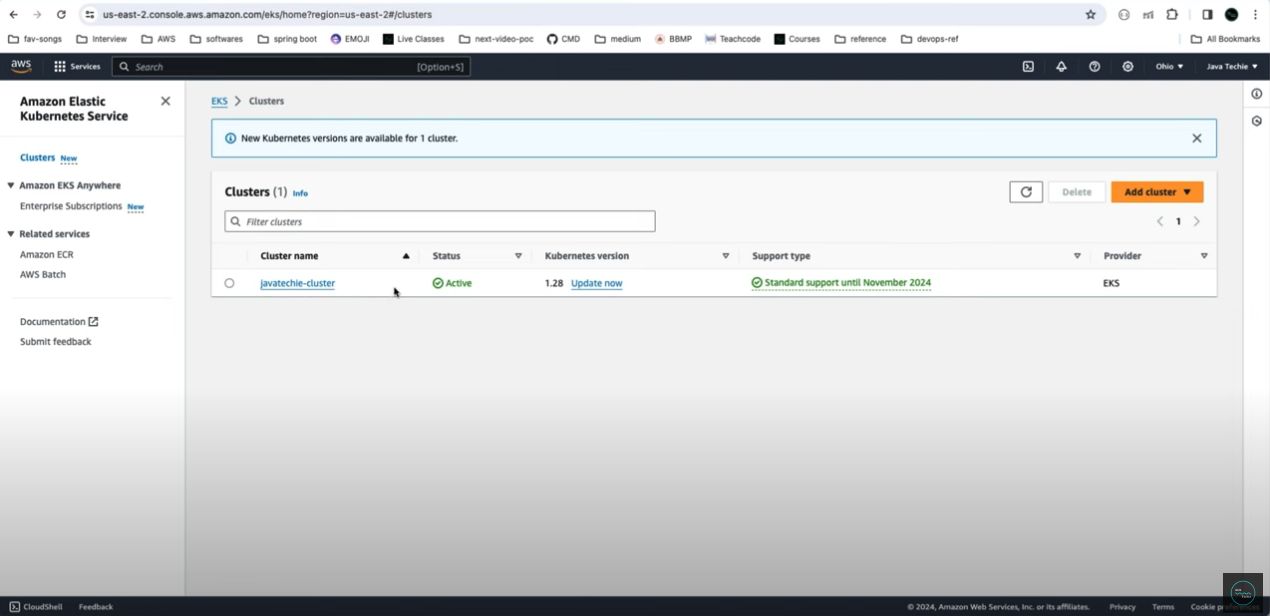 us-east-2.console.aws.amazon.com/eks/home?region=us-east-2#/clusters
fav-songs Interview AWS softwares spring boot EMOJI Live Classes next-video-poc CMD medium BBMP Teachcode Courses reference devops-ref All Bookmarks
aws Services Search [Option+S] Ohio Java Techie
Amazon Elastic
Kubernetes Service
Clusters New
Amazon EKS Anywhere
Enterprise Subscriptions New
Related services
Amazon ECR
AWS Batch
Documentation
Submit feedback
EKS Clusters
New Kubernetes versions are available for 1 cluster.
Clusters (1) Info Delete Add cluster
Filter clusters 1
Cluster name Status Kubernetes version Support type Provider
javatechie-cluster Active 1.28 Update now Standard support until November 2024 EKS
CloudShell Feedback © 2024, Amazon Web Services, Inc. or its affiliates. Privacy Terms Cookie